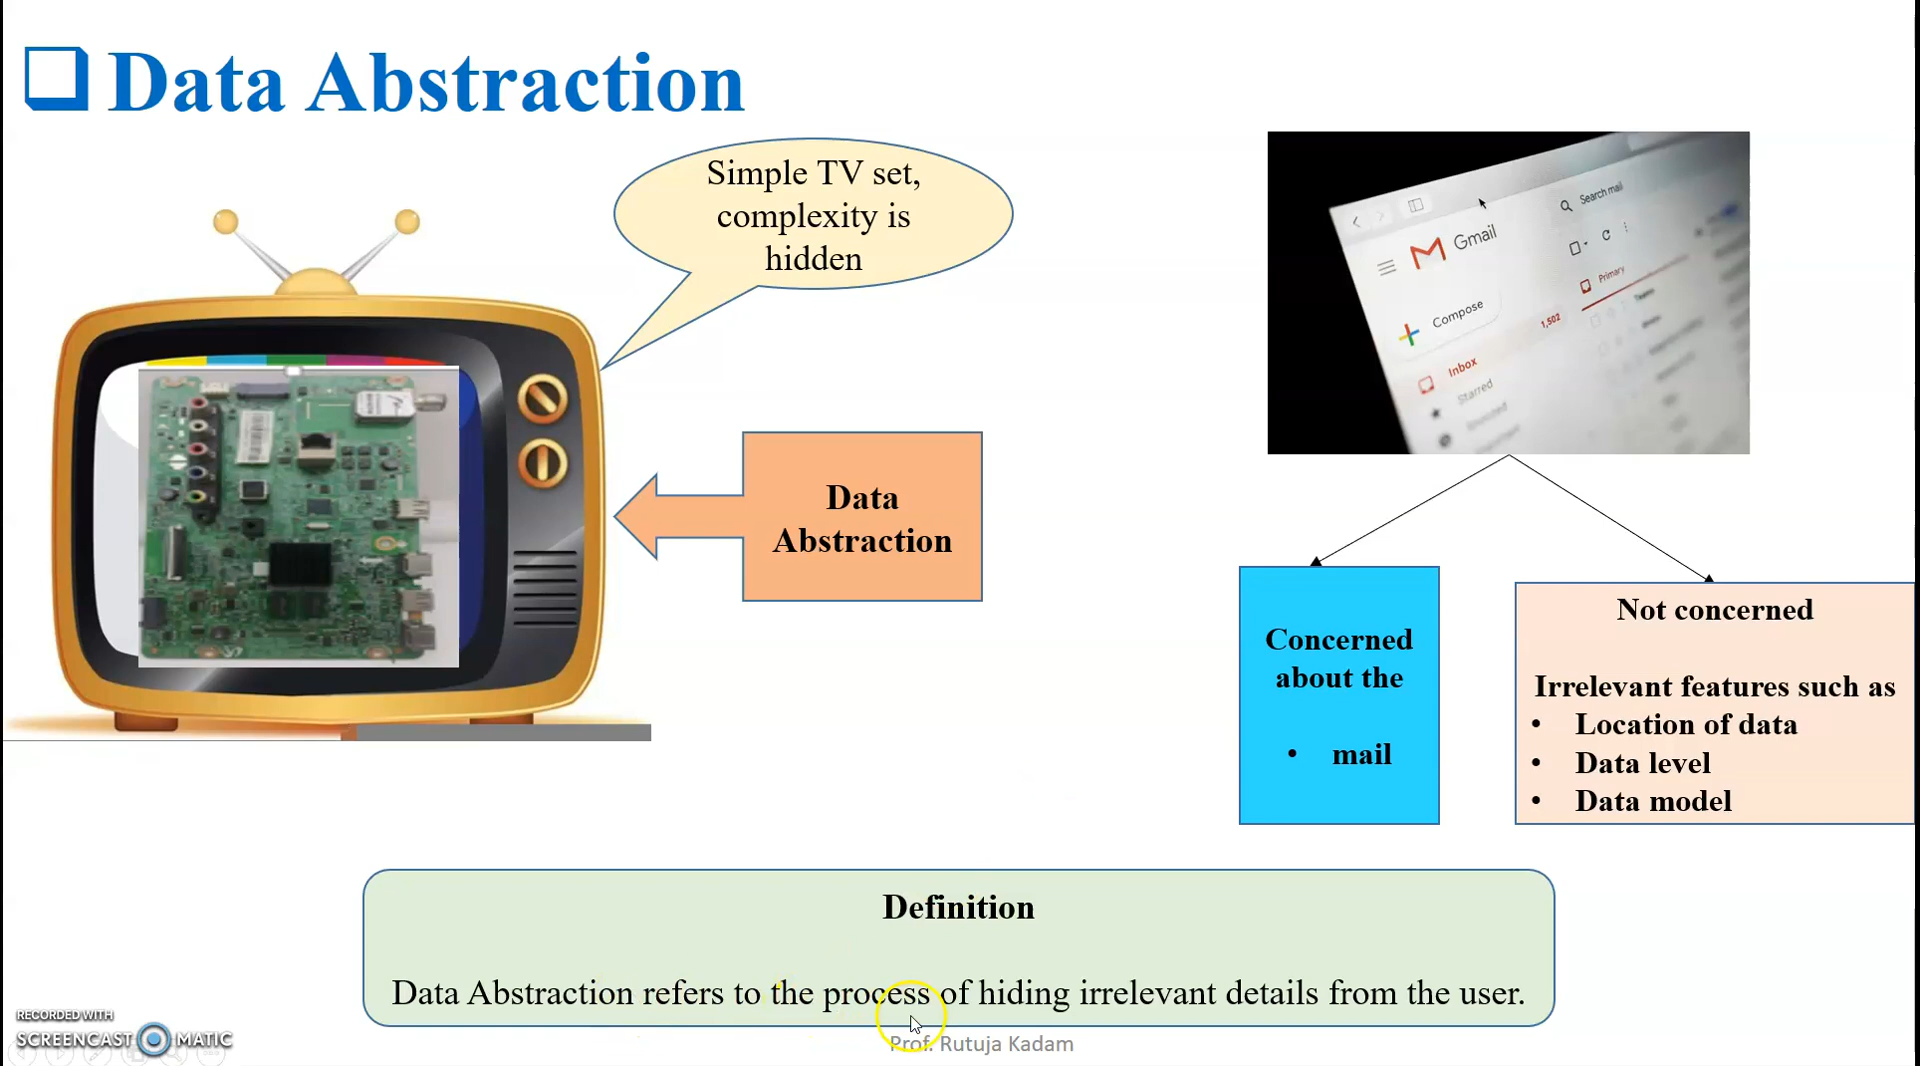 Data Abstraction
Simple TV set,
complexity is
hidden
Data
Abstraction
Search mail
Gmail
Primary
Compose
1,502
Inbox
Starred
Concerned
about the
• mail
Not concerned
Irrelevant features such as
• Location of data
• Data level
• Data model
Definition
Data Abstraction refers to the process of hiding irrelevant details from the user.
RECORDED WITH
SCREENCAST MATIC
Prof. Rutuja Kadam